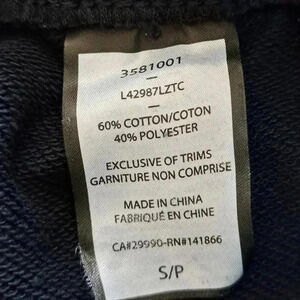 3581001
L42987LZTC
60% COTTON/COTON
40% POLYESTER
EXCLUSIVE OF TRIMS
GARNITURE NON COMPRISE
MADE IN CHINA
FABRIQUÉ EN CHINE
CA#29990-RN#141866
S/P